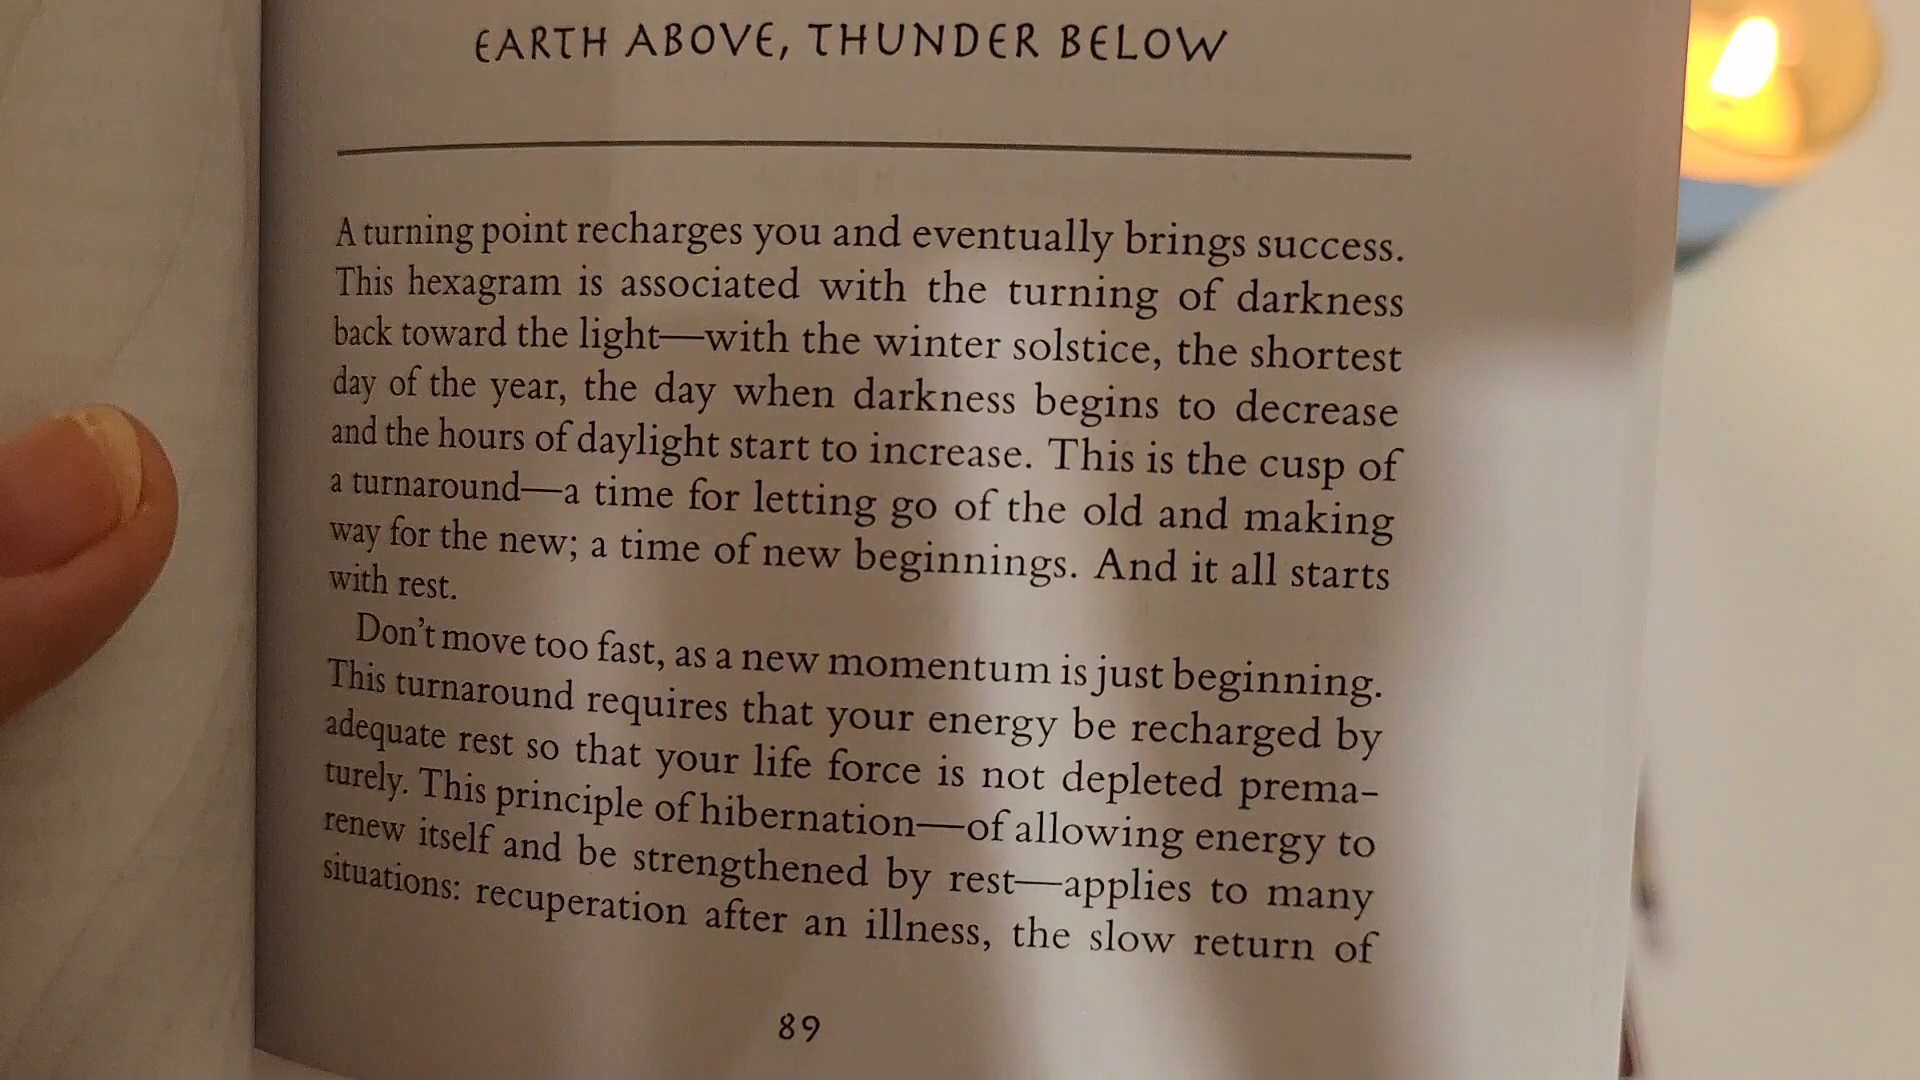 EARTH ABOVE, THUNDER BELOW
A turning point recharges you and eventually brings success.
This hexagram is associated with the turning of darkness
back toward the light—with the winter solstice, the shortest
day of the year, the day when darkness begins to decrease
and the hours of daylight start to increase. This is the cusp of
a turnaround—a time for letting go of the old and making
way for the new; a time of new beginnings. And it all starts
with rest.
Don't move too fast, as a new momentum is just beginning.
This turnaround requires that your energy be recharged by
adequate rest so that your life force is not depleted prema-
turely. This principle of hibernation—of allowing energy to
renew itself and be strengthened by rest—applies to many
situations: recuperation after an illness, the slow return of
89